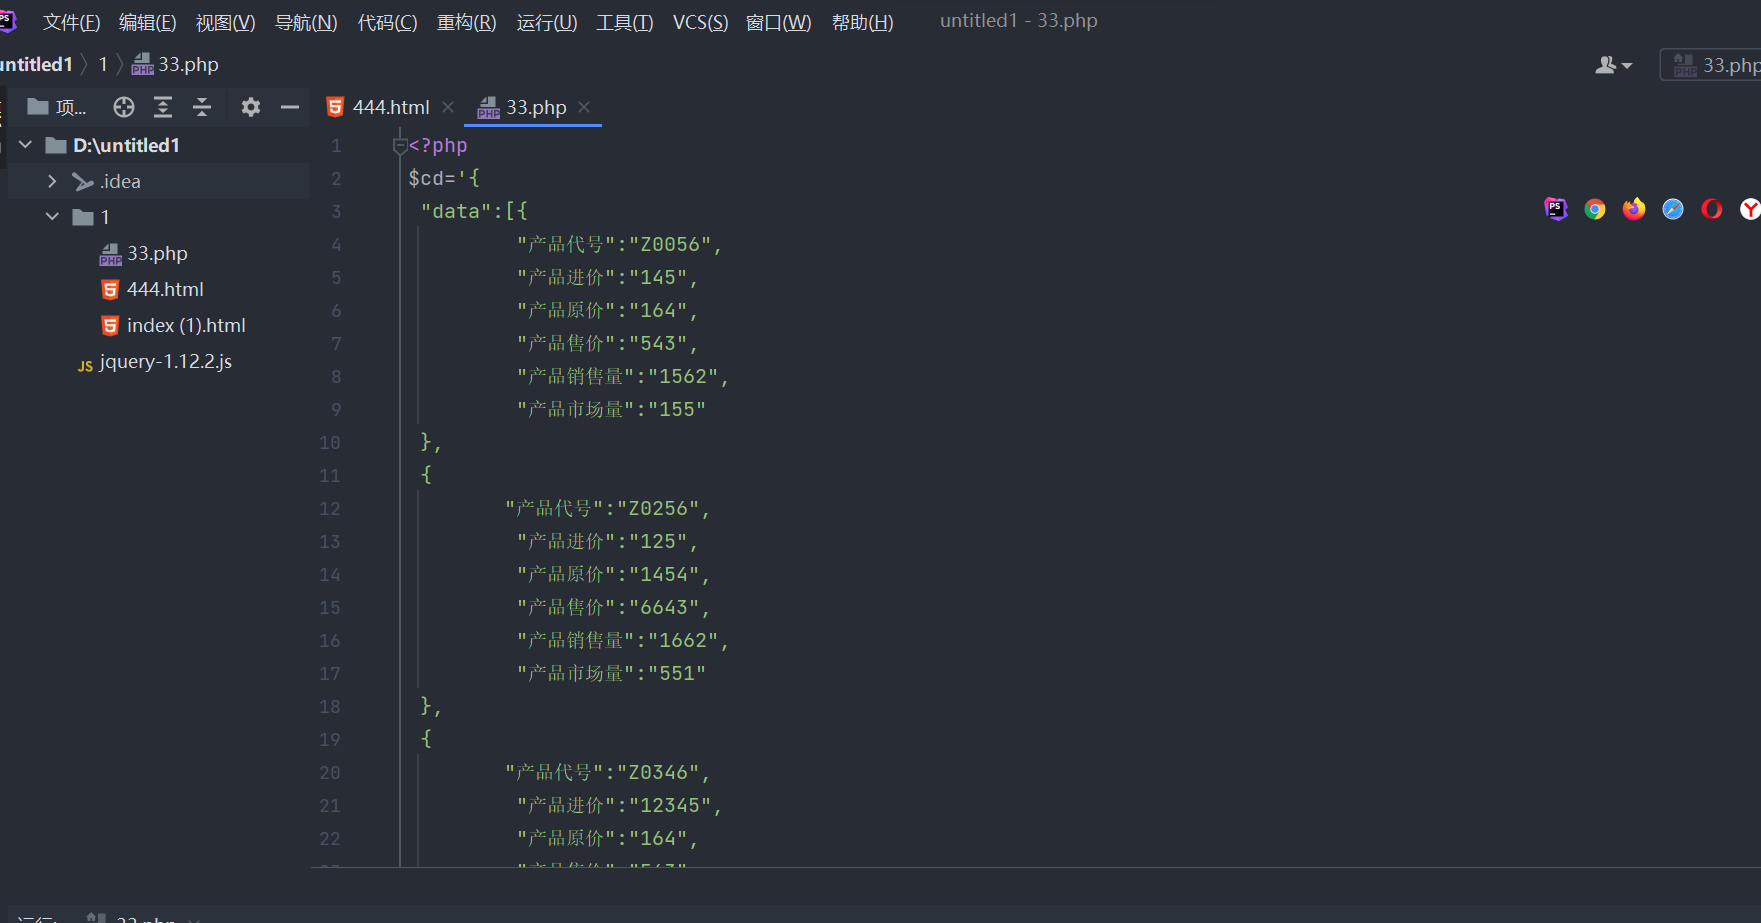 文件(F) 编辑(E) 视图(V) 导航(N) 代码(C) 重构(R) 运行(U) 工具(T) VCS(S) 窗口(W) 帮助(H) untitled1 - 33.php
untitled1 1 33.php
33.php
项... 444.html 33.php
D:\untitled1
.idea
1
33.php
444.html
index (1).html
jquery-1.12.2.js
1 <?php
2 $cd='{
3 "data":[{
4 "产品代号":"Z0056",
5 "产品进价":"145",
6 "产品原价":"164",
7 "产品售价":"543",
8 "产品销售量":"1562",
9 "产品市场量":"155"
10 },
11 {
12 "产品代号":"Z0256",
13 "产品进价":"125",
14 "产品原价":"1454",
15 "产品售价":"6643",
16 "产品销售量":"1662",
17 "产品市场量":"551"
18 },
19 {
20 "产品代号":"Z0346",
21 "产品进价":"12345",
22 "产品原价":"164",
运行: 33.php